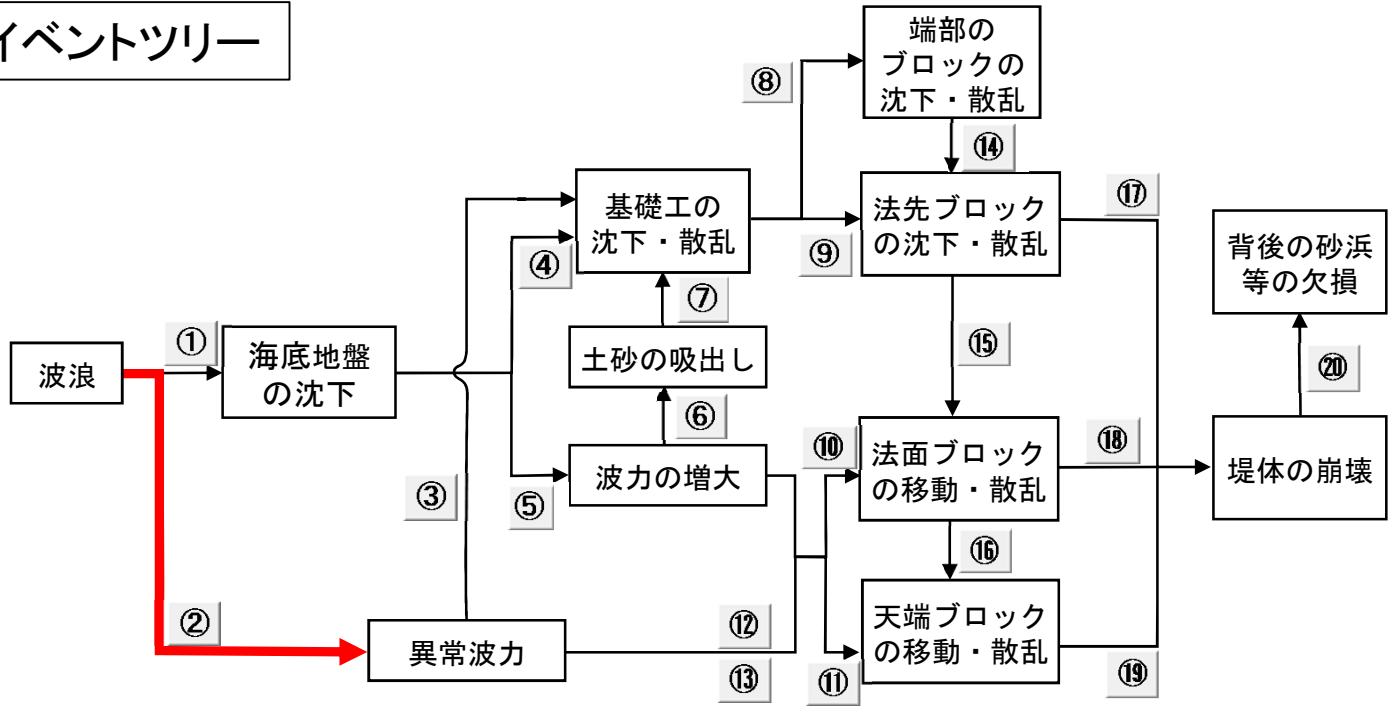 イベントツリー
端部の
ブロックの
沈下・散乱
⑧
⑭
基礎工の
沈下・散乱
法先ブロック
の沈下・散乱
⑰
④
⑨
背後の砂浜
等の欠損
⑦
①
海底地盤
の沈下
土砂の吸出し
⑮
⑳
波浪
⑥
⑩
⑱
波力の増大
法面ブロック
の移動・散乱
堤体の崩壊
③
⑤
⑯
②
異常波力
⑫
天端ブロック
の移動・散乱
⑬
⑪
⑲